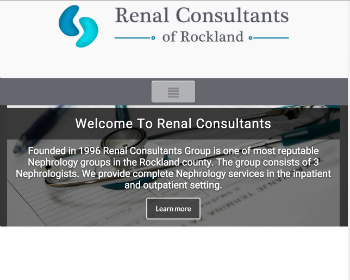 Renal Consultants
of Rockland
Welcome To Renal Consultants
Founded in 1996 Renal Consultants Group is one of most reputable
Nephrology groups in the Rockland county. The group consists of 3
Nephrologists. We provide complete Nephrology services in the inpatient
and outpatient setting.
Learn more